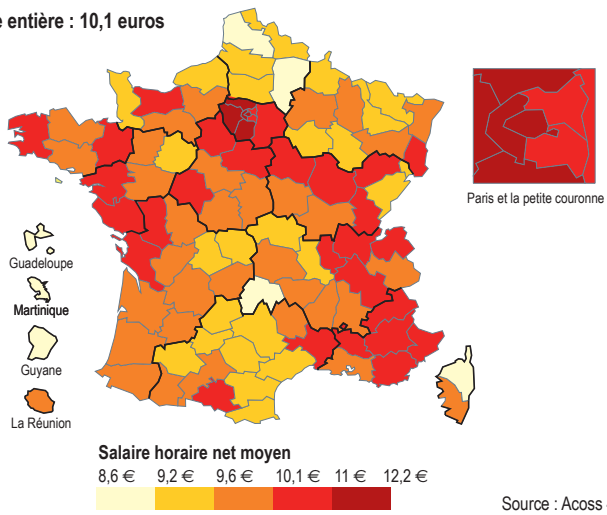 e entière : 10,1 euros
Paris et la petite couronne
Guadeloupe
Martinique
Guyane
La Réunion
Salaire horaire net moyen
8,6 € 9,2 € 9,6 € 10,1 € 11 € 12,2 €
Source : Acoss